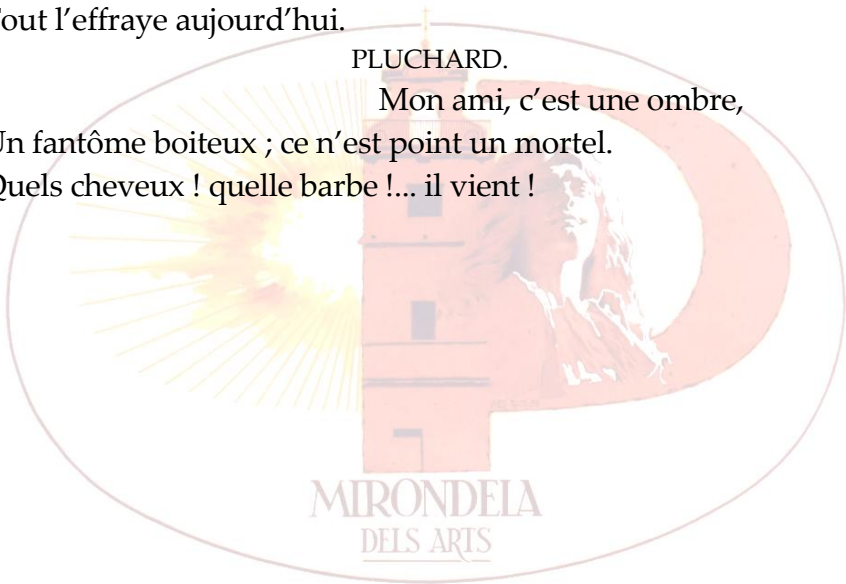 out l’effraye aujourd’hui.
PLUCHARD.
Mon ami, c’est une ombre,
Un fantôme boiteux ; ce n’est point un mortel.
Quels cheveux ! quelle barbe !... il vient !
MIRONDELA
DELS ARTS